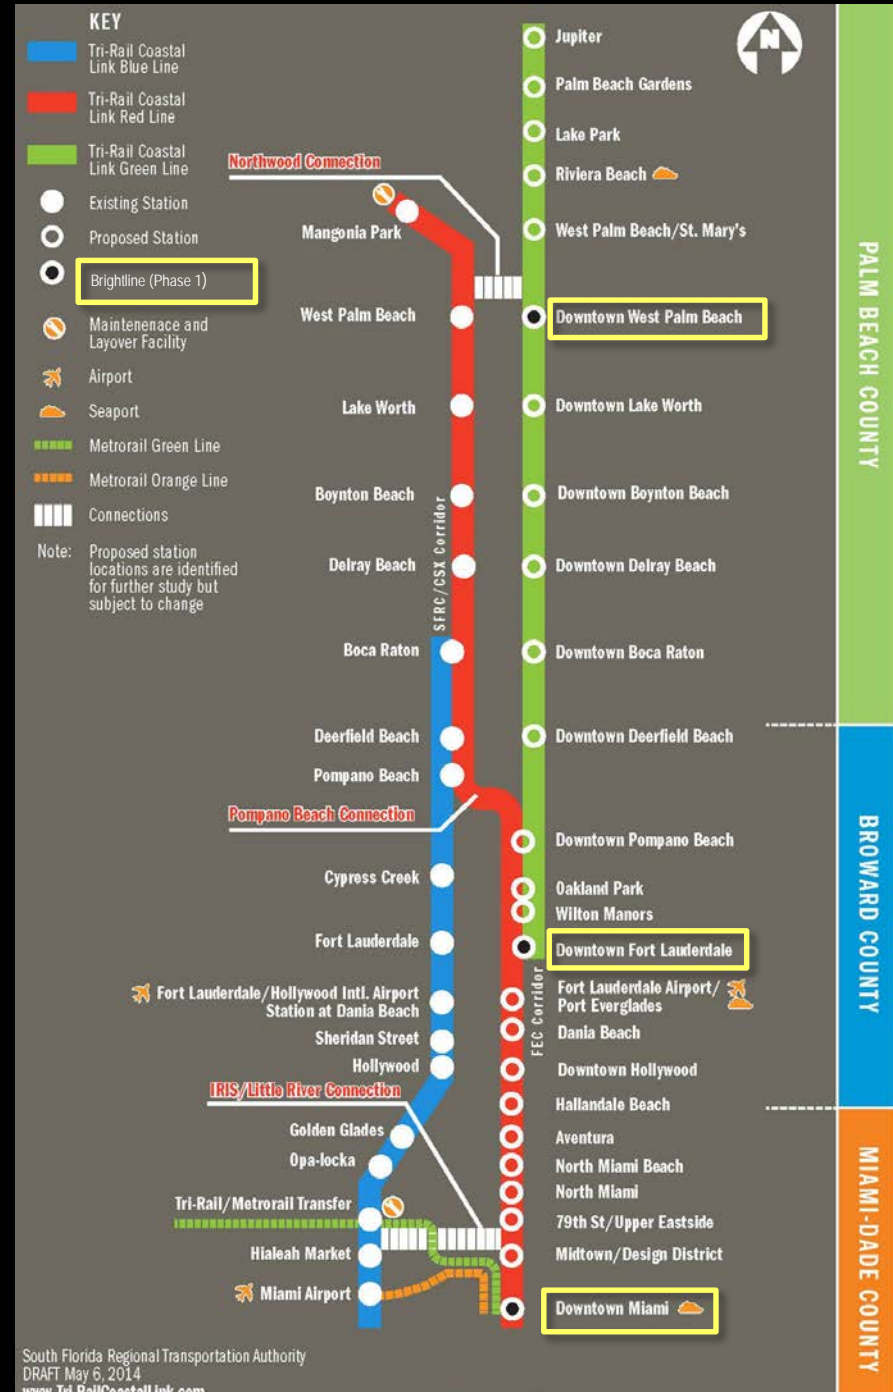 KEY
Tri-Rail Coastal
Link Blue Line
Tri-Rail Coastal
Link Red Line
Tri-Rail Coastal
Link Green Line
Existing Station
Proposed Station
Brightline (Phase 1)
Maintenenace and
Layover Facility
Airport
Seaport
Metrorail Green Line
Metrorail Orange Line
Connections
Note: Proposed station
locations are identified
for further study but
subject to change
N
Northwood Connection
Mangonia Park
West Palm Beach
Lake Worth
Boynton Beach
Delray Beach
SFRC/CSX Corridor
Boca Raton
Deerfield Beach
Pompano Beach
Pompano Beach Connection
Cypress Creek
Fort Lauderdale
Fort Lauderdale/Hollywood Intl. Airport
Station at Dania Beach
Sheridan Street
Hollywood
IRIS/Little River Connection
Golden Glades
Opa-locka
Tri-Rail/Metrorail Transfer
Hialeah Market
Miami Airport
Jupiter
Palm Beach Gardens
Lake Park
Riviera Beach
West Palm Beach/St. Mary's
Downtown West Palm Beach
Downtown Lake Worth
Downtown Boynton Beach
Downtown Delray Beach
Downtown Boca Raton
Downtown Deerfield Beach
Downtown Pompano Beach
Oakland Park
Wilton Manors
Downtown Fort Lauderdale
FEC Corridor
Fort Lauderdale Airport/
Port Everglades
Dania Beach
Downtown Hollywood
Hallandale Beach
Aventura
North Miami Beach
North Miami
79th St/Upper Eastside
Midtown/Design District
Downtown Miami
PALM BEACH COUNTY
BROWARD COUNTY
MIAMI-DADE COUNTY
South Florida Regional Transportation Authority
DRAFT May 6, 2014
www.Tri-RailCoastalLink.com